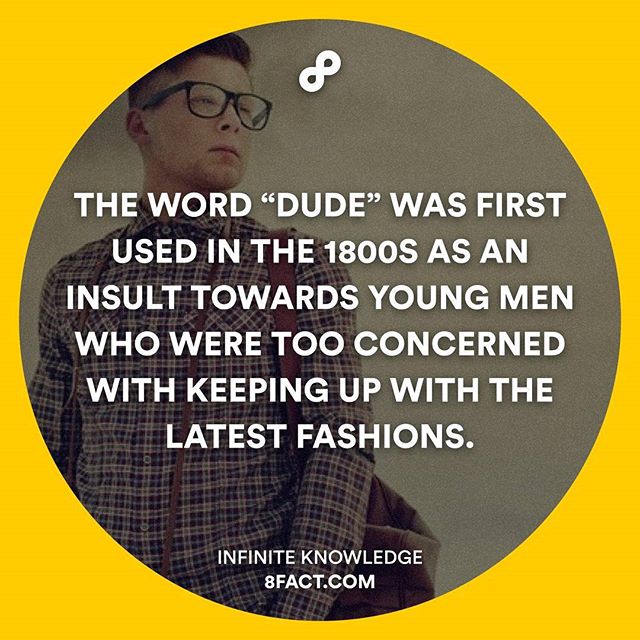 THE WORD “DUDE” WAS FIRST
USED IN THE 1800S AS AN
INSULT TOWARDS YOUNG MEN
WHO WERE TOO CONCERNED
WITH KEEPING UP WITH THE
LATEST FASHIONS.
INFINITE KNOWLEDGE
8FACT.COM